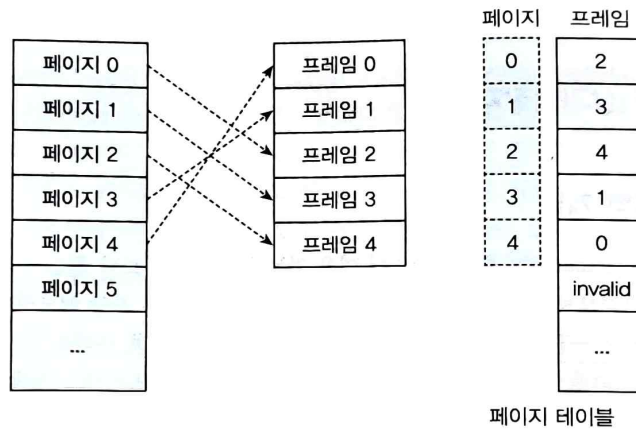 페이지 프레임
페이지 0 프레임 0 0 2
페이지 1 프레임 1 1 3
페이지 2 프레임 2 2 4
페이지 3 프레임 3 3 1
페이지 4 프레임 4 4 0
페이지 5 invalid
... ...
페이지 테이블